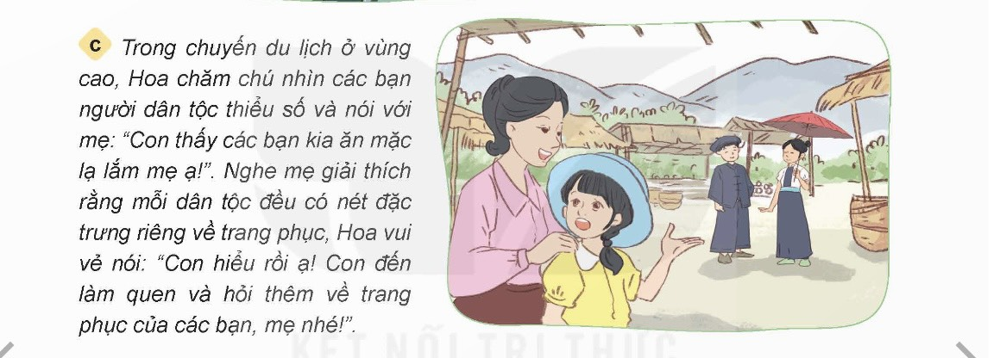 C Trong chuyến du lịch ở vùng
cao, Hoa chăm chú nhìn các bạn
người dân tộc thiểu số và nói với
mẹ: “Con thấy các bạn kia ăn mặc
lạ lắm mẹ ạ!”. Nghe mẹ giải thích
rằng mỗi dân tộc đều có nét đặc
trưng riêng về trang phục, Hoa vui
vẻ nói: “Con hiểu rồi ạ! Con đến
làm quen và hỏi thêm về trang
phục của các bạn, mẹ nhé!”.
KẾT NỐI TRI THỨC